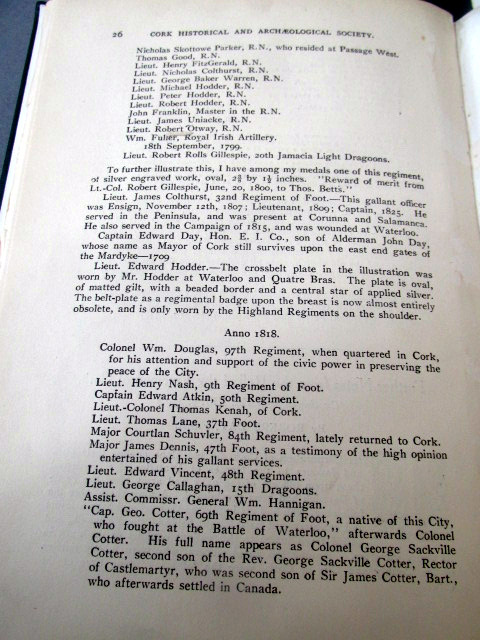 26 CORK HISTORICAL AND ARCHÆOLOGICAL SOCIETY.
Nicholas Skottowe Parker, R.N., who resided at Passage West.
Thomas Good, R.N.
Lieut. Henry FitzGerald, R.N.
Lieut. Nicholas Colthurst, R.N.
Lieut. George Baker Warren, R.N.
Lieut. Michael Hodder, R.N.
Lieut. Peter Hodder, R.N.
Lieut. Robert Hodder, R.N.
John Franklin, Master in the R.N.
Lieut. James Uniacke, R.N.
Lieut. Robert Otway, R.N.
Wm. Fuller, Royal Irish Artillery.
18th September, 1799.
Lieut. Robert Rolls Gillespie, 20th Jamacia Light Dragoons.
To further illustrate this, I have among my medals one of this regiment,
of silver engraved work, oval, 2⅜ by 1½ inches. "Reward of merit from
Lt.-Col. Robert Gillespie, June, 20, 1800, to Thos. Betts."
Lieut. James Colthurst, 32nd Regiment of Foot.—This gallant officer
was Ensign, November 12th, 1807; Lieutenant, 1809; Captain, 1825. He
served in the Peninsula, and was present at Corunna and Salamanca.
He also served in the Campaign of 1815, and was wounded at Waterloo.
Captain Edward Day, Hon. E. I. Co., son of Alderman John Day,
whose name as Mayor of Cork still survives upon the east end gates of
the Mardyke—1709
Lieut. Edward Hodder.—The crossbelt plate in the illustration was
worn by Mr. Hodder at Waterloo and Quatre Bras. The plate is oval,
of matted gilt, with a beaded border and a central star of applied silver.
The belt-plate as a regimental badge upon the breast is now almost entirely
obsolete, and is only worn by the Highland Regiments on the shoulder.
Anno 1818.
Colonel Wm. Douglas, 97th Regiment, when quartered in Cork,
for his attention and support of the civic power in preserving the
peace of the City.
Lieut. Henry Nash, 9th Regiment of Foot.
Captain Edward Atkin, 50th Regiment.
Lieut.-Colonel Thomas Kenah, of Cork.
Lieut. Thomas Lane, 37th Foot.
Major Courtlan Schuvler, 84th Regiment, lately returned to Cork.
Major James Dennis, 47th Foot, as a testimony of the high opinion
entertained of his gallant services.
Lieut. Edward Vincent, 48th Regiment.
Lieut. George Callaghan, 15th Dragoons.
Assist. Commissr. General Wm. Hannigan.
"Cap. Geo. Cotter, 69th Regiment of Foot, a native of this City,
who fought at the Battle of Waterloo," afterwards Colonel
Cotter. His full name appears as Colonel George Sackville
Cotter, second son of the Rev. George Sackville Cotter, Rector
of Castlemartyr, who was second son of Sir James Cotter, Bart.,
who afterwards settled in Canada.